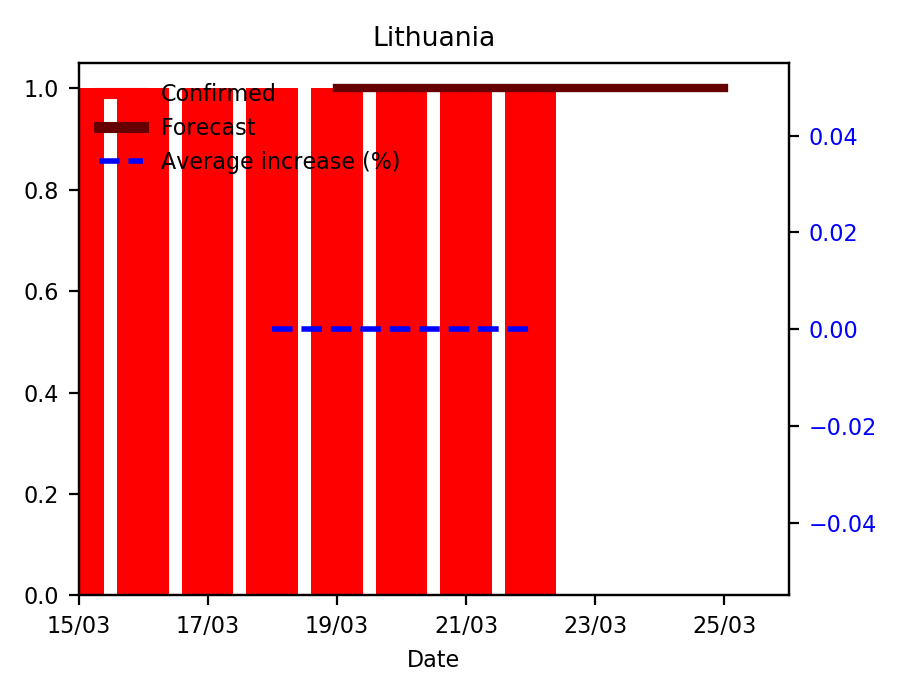 Lithuania
Confirmed
Forecast
Average increase (%)
1.0
0.8
0.6
0.4
0.2
0.0
0.04
0.02
0.00
−0.02
−0.04
15/03 17/03 19/03 21/03 23/03 25/03
Date